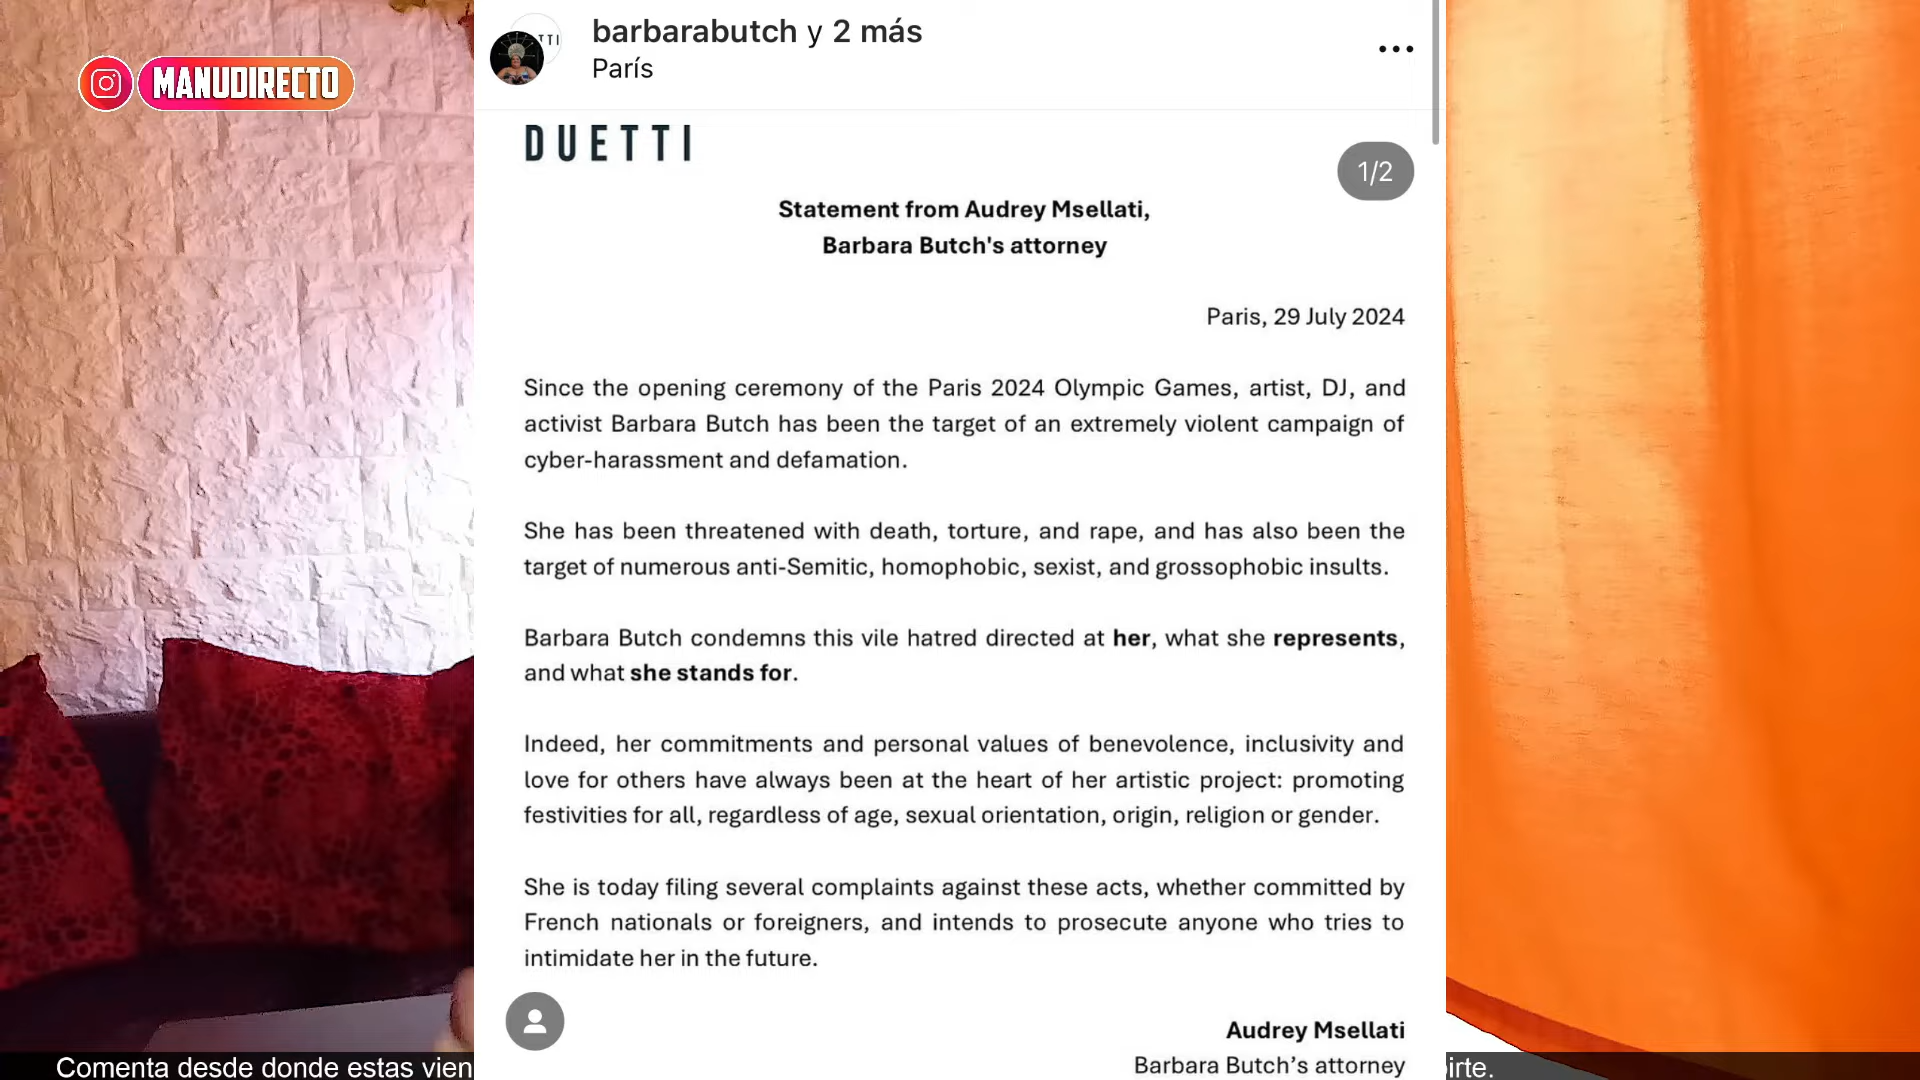 MANUDIRECTO
TTI
barbarabutch y 2 más
París
DUETTI
1/2
Statement from Audrey Msellati,
Barbara Butch's attorney
Paris, 29 July 2024
Since the opening ceremony of the Paris 2024 Olympic Games, artist, DJ, and
activist Barbara Butch has been the target of an extremely violent campaign of
cyber-harassment and defamation.
She has been threatened with death, torture, and rape, and has also been the
target of numerous anti-Semitic, homophobic, sexist, and grossophobic insults.
Barbara Butch condemns this vile hatred directed at her, what she represents,
and what she stands for.
Indeed, her commitments and personal values of benevolence, inclusivity and
love for others have always been at the heart of her artistic project: promoting
festivities for all, regardless of age, sexual orientation, origin, religion or gender.
She is today filing several complaints against these acts, whether committed by
French nationals or foreigners, and intends to prosecute anyone who tries to
intimidate her in the future.
Audrey Msellati
Barbara Butch’s attorney
Comenta desde donde estas vien
irte.